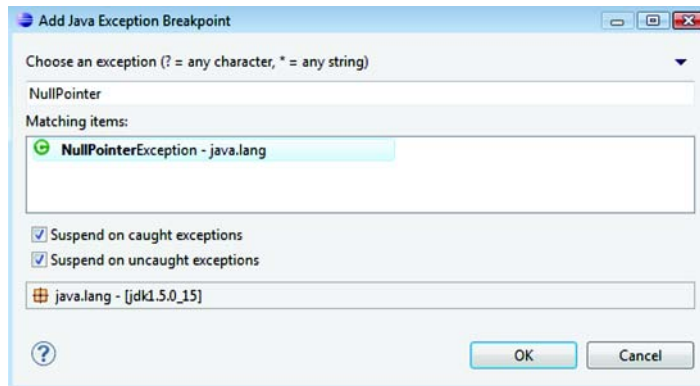 Add Java Exception Breakpoint
Choose an exception (? = any character, * = any string)
NullPointer
Matching items:
NullPointerException - java.lang
Suspend on caught exceptions
Suspend on uncaught exceptions
java.lang - [jdk1.5.0_15]
OK Cancel